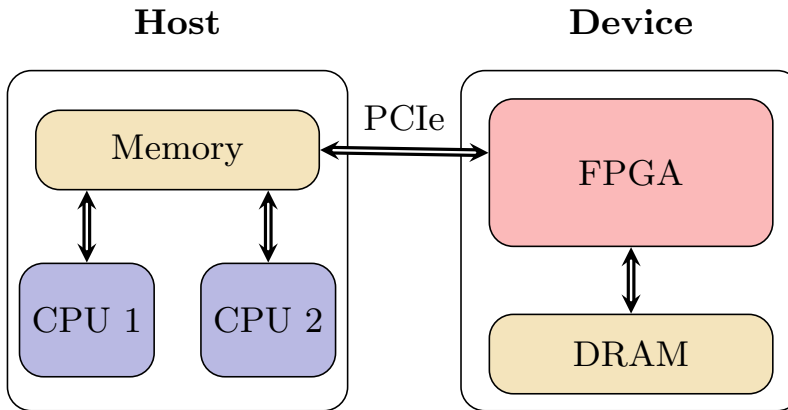 Host
Device
PCIe
Memory
FPGA
CPU 1
CPU 2
DRAM